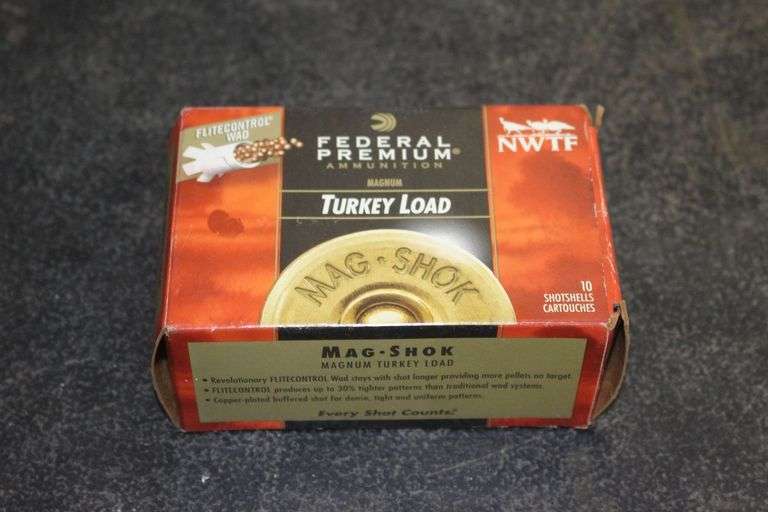 FLITECONTROL®
WAD
FEDERAL
PREMIUM®
AMMUNITION
NWTF
MAGNUM
TURKEY LOAD
MAG·SHOK
10
SHOTSHELLS
CARTOUCHES
MAG-SHOK
MAGNUM TURKEY LOAD
• Revolutionary FLITECONTROL Wad stays with shot longer providing more pellets on target.
• FLITECONTROL produces up to 30% tighter patterns than traditional wad systems.
• Copper-plated buffered shot for dense, tight and uniform patterns.
Every Shot Counts.®